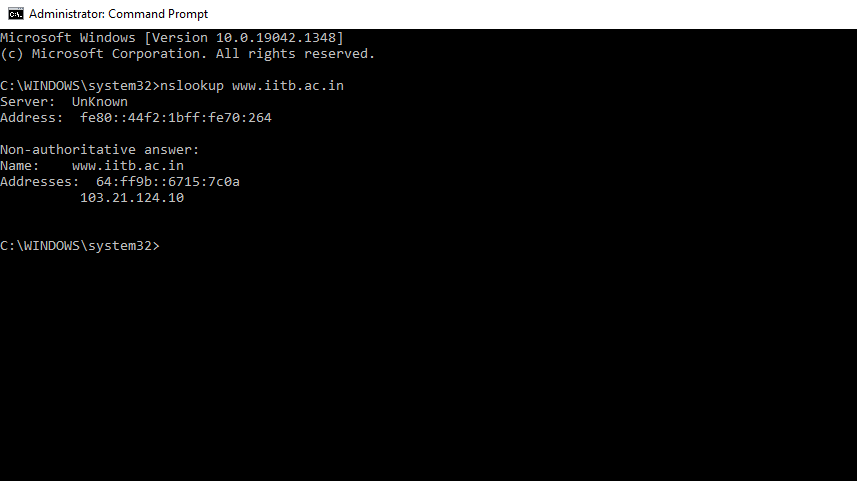 Administrator: Command Prompt
Microsoft Windows [Version 10.0.19042.1348]
(c) Microsoft Corporation. All rights reserved.
C:\WINDOWS\system32>nslookup www.iitb.ac.in
Server:  UnKnown
Address:  fe80::44f2:1bff:fe70:264
Non-authoritative answer:
Name:    www.iitb.ac.in
Addresses:  64:ff9b::6715:7c0a
          103.21.124.10
C:\WINDOWS\system32>